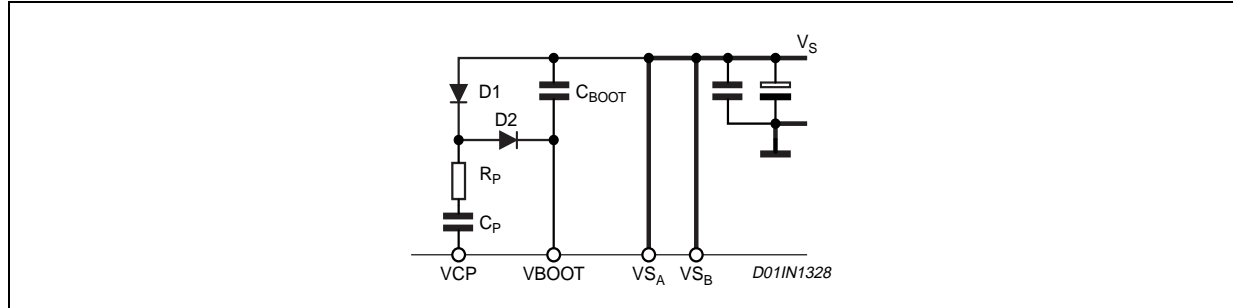 V_S
D1
C_BOOT
D2
R_P
C_P
VCP VBOOT VS_A VS_B D01IN1328